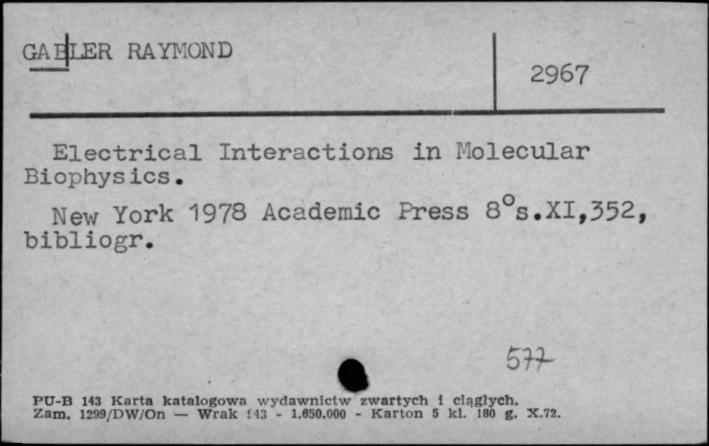 GABLER RAYMOND
2967
Electrical Interactions in Molecular
Biophysics.
New York 1978 Academic Press 8°s.XI,352,
bibliogr.
577
PU-B 143 Karta katalogowa wydawnictw zwartych i ciągłych.
Zam. 1299/DW/On — Wrak 143 - 1.650.000 - Karton 5 kl. 180 g. X.72.